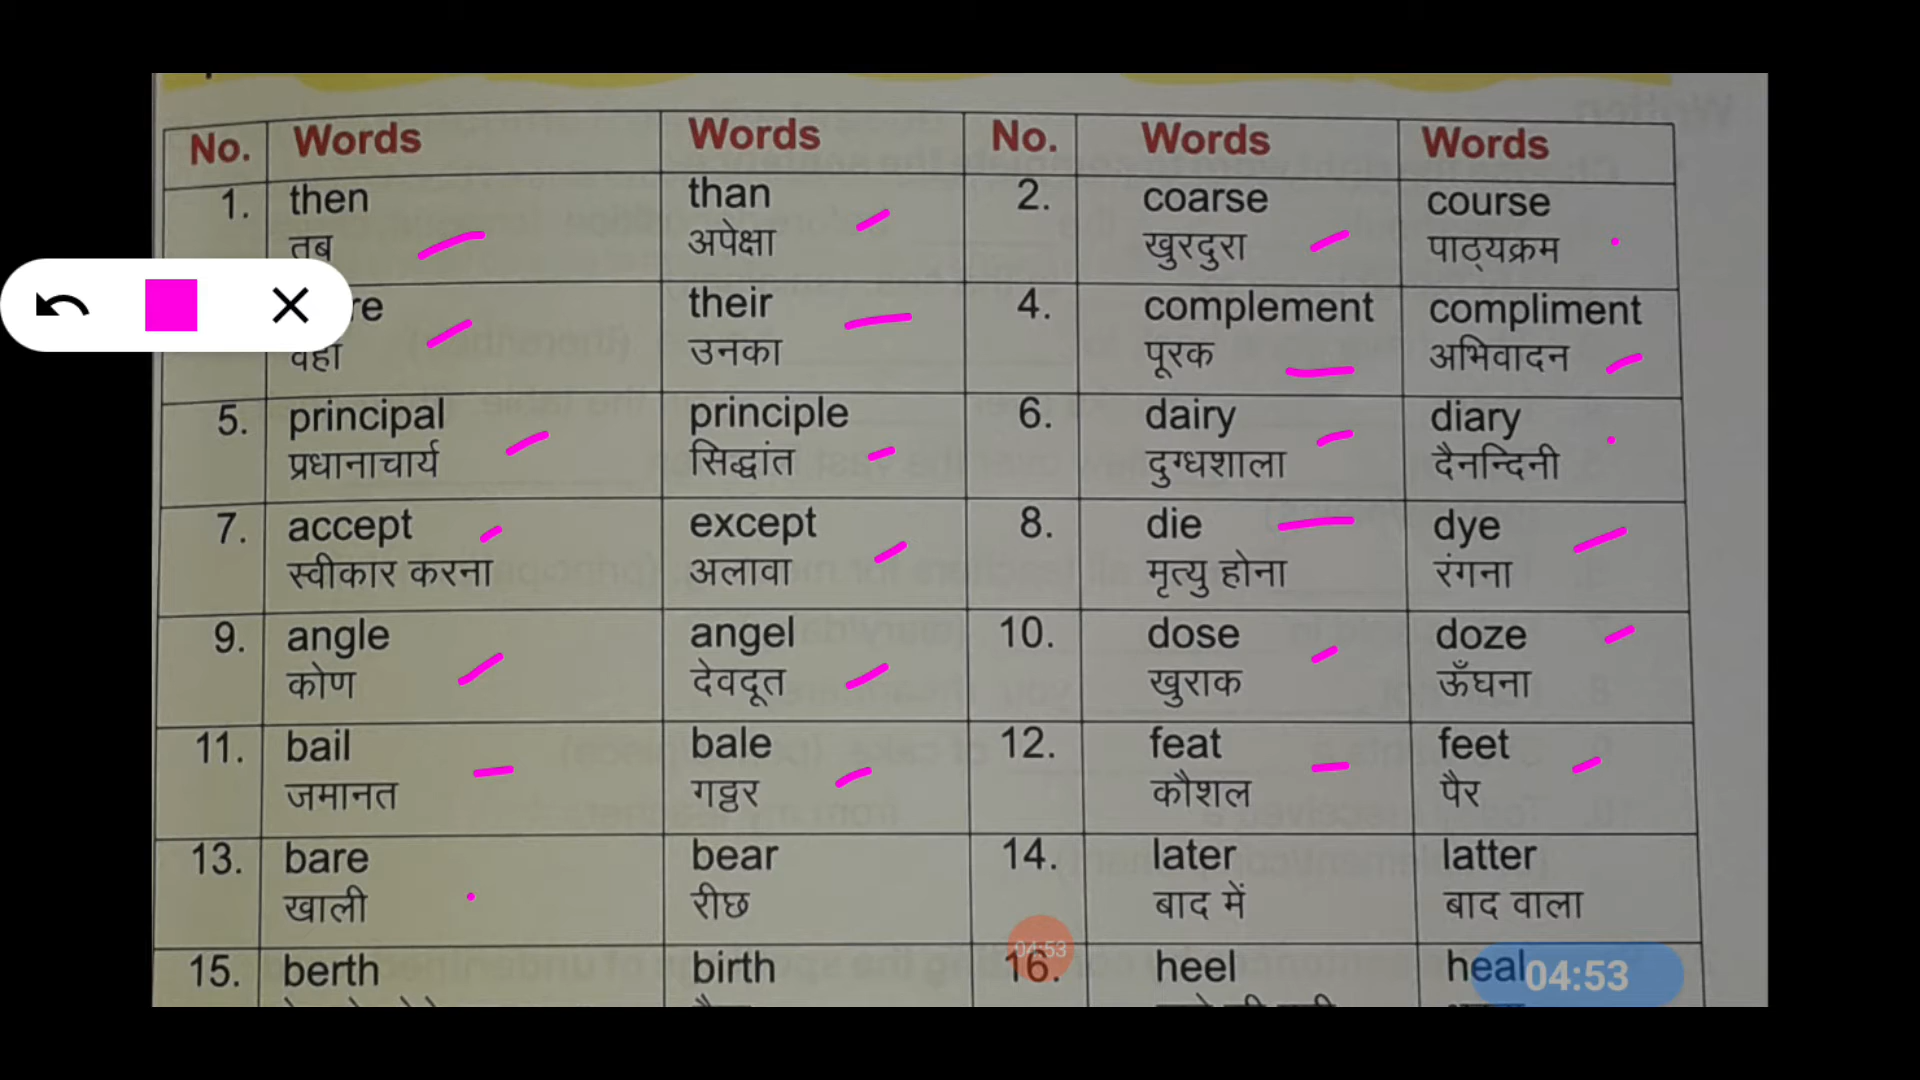 No. Words Words No. Words Words
1. then than 2. coarse course
तब अपेक्षा खुरदुरा पाठ्यक्रम
re their 4. complement compliment
वहाँ उनका पूरक अभिवादन
5. principal principle 6. dairy diary
प्रधानाचार्य सिद्धांत दुग्धशाला दैनन्दिनी
7. accept except 8. die dye
स्वीकार करना अलावा मृत्यु होना रंगना
9. angle angel 10. dose doze
कोण देवदूत खुराक ऊँघना
11. bail bale 12. feat feet
जमानत गट्ठर कौशल पैर
13. bare bear 14. later latter
खाली रीछ बाद में बाद वाला
04:53
15. berth birth 16. heel heal 04:53